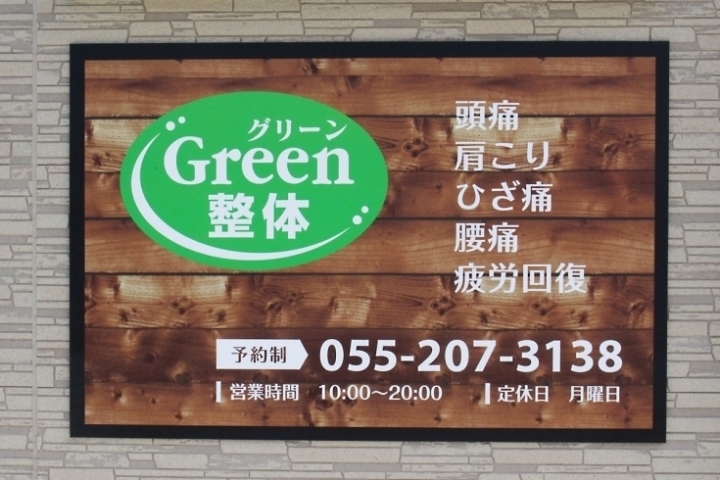 グリーン
Green
整体
頭痛
肩こり
ひざ痛
腰痛
疲労回復
予約制 055-207-3138
営業時間 10:00～20:00 定休日 月曜日